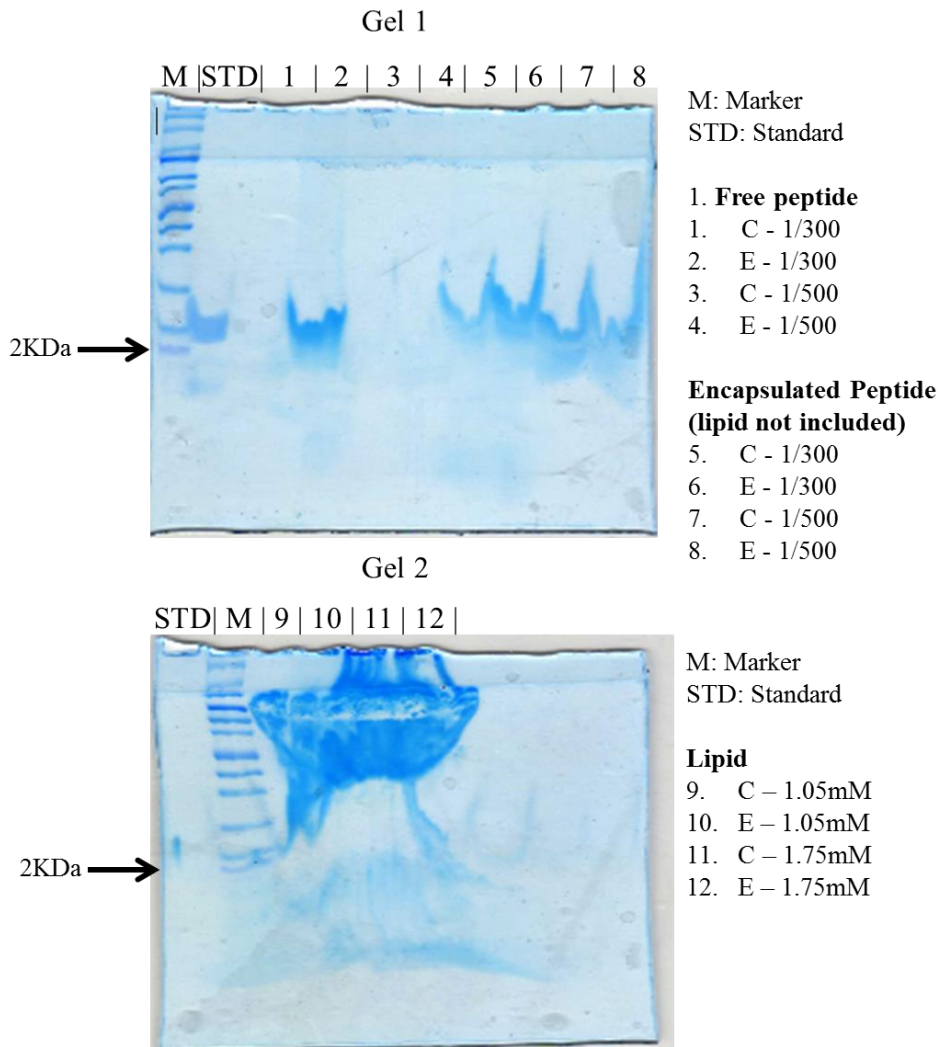 Gel 1
M |STD| 1 | 2 | 3 | 4 | 5 | 6 | 7 | 8
M: Marker
STD: Standard
1. Free peptide
1. C - 1/300
2. E - 1/300
3. C - 1/500
4. E - 1/500
2KDa
Encapsulated Peptide
(lipid not included)
5. C - 1/300
6. E - 1/300
7. C - 1/500
8. E - 1/500
Gel 2
STD| M | 9 | 10 | 11 | 12 |
M: Marker
STD: Standard
Lipid
9. C – 1.05mM
10. E – 1.05mM
11. C – 1.75mM
12. E – 1.75mM
2KDa